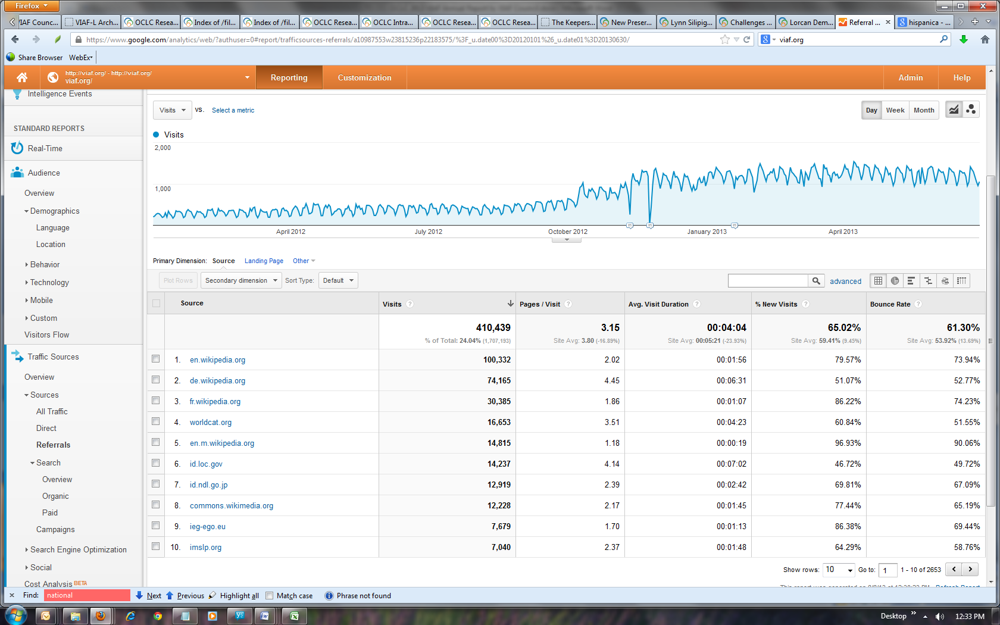 Firefox
VIAF Counc...
VIAF-L Arch...
OCLC Resea...
Index of /fil...
Index of /fil...
OCLC Resea...
OCLC Intra...
OCLC Resea...
OCLC Resea...
The Keepers...
New Preser...
Lynn Silipig...
Challenges ...
Lorcan Dem...
Referral ...
hispanica - ...
https://www.google.com/analytics/web/?authuser=0#report/trafficsources-referrals/a10987553w23815236p22183575/%3F_u.date00%3D20120101%26_u.date01%3D20130630/
viaf.org
Share Browser WebEx
http://viaf.org/ - http://viaf.org/
viaf.org/
Reporting
Customization
Admin
Help
Intelligence Events
STANDARD REPORTS
Real-Time
Audience
Overview
Demographics
Language
Location
Behavior
Technology
Mobile
Custom
Visitors Flow
Traffic Sources
Overview
Sources
All Traffic
Direct
Referrals
Search
Overview
Organic
Paid
Campaigns
Search Engine Optimization
Social
Cost Analysis BETA
Visits vs. Select a metric
Day Week Month
Visits
2,000
1,000
April 2012 July 2012 October 2012 January 2013 April 2013
Primary Dimension: Source Landing Page Other
Plot Rows Secondary dimension Sort Type: Default advanced
Source Visits ? Pages / Visit ? Avg. Visit Duration ? % New Visits ? Bounce Rate ?
410,439 3.15 00:04:04 65.02% 61.30%
% of Total: 24.04% (1,707,193) Site Avg: 3.80 (-16.89%) Site Avg: 00:05:21 (-23.93%) Site Avg: 59.41% (9.45%) Site Avg: 53.92% (13.69%)
1. en.wikipedia.org 100,332 2.02 00:01:56 79.57% 73.94%
2. de.wikipedia.org 74,165 4.45 00:06:31 51.07% 52.77%
3. fr.wikipedia.org 30,385 1.86 00:01:07 86.22% 74.23%
4. worldcat.org 16,653 3.51 00:04:23 60.84% 51.55%
5. en.m.wikipedia.org 14,815 1.18 00:00:19 96.93% 90.06%
6. id.loc.gov 14,237 4.14 00:07:02 46.72% 49.72%
7. id.ndl.go.jp 12,919 2.39 00:02:42 69.81% 67.09%
8. commons.wikimedia.org 12,228 2.17 00:01:45 77.44% 65.19%
9. ieg-ego.eu 7,679 1.70 00:01:13 86.38% 69.44%
10. imslp.org 7,040 2.37 00:01:48 64.29% 58.76%
Show rows: 10 Go to: 1 1 - 10 of 2653
Find: national Next Previous Highlight all Match case Phrase not found
Desktop 12:33 PM